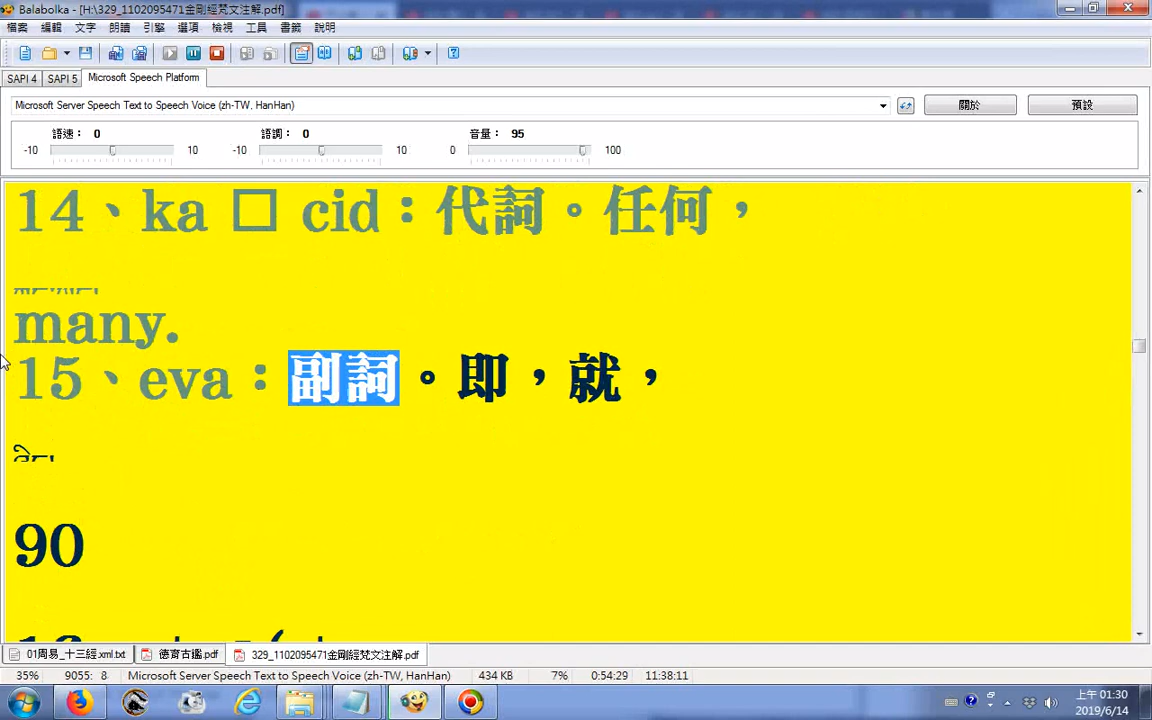 Balabolka - [H:\329_1102095471金剛經梵文注解.pdf]
檔案 編輯 文字 朗讀 引擎 選項 檢視 工具 書籤 說明
SAPI 4 SAPI 5 Microsoft Speech Platform
Microsoft Server Speech Text to Speech Voice (zh-TW, HanHan) 關於 預設
語速： 0 語調： 0 音量： 95
-10 10 -10 10 0 100
14、ka □ cid：代詞。任何，
many.
15、eva：副詞。即，就，
90
01周易_十三經.xml.txt 德育古鑑.pdf 329_1102095471金剛經梵文注解.pdf
35% 9055: 8 Microsoft Server Speech Text to Speech Voice (zh-TW, HanHan) 434 KB 7% 0:54:29 11:38:11
上午 01:30
2019/6/14